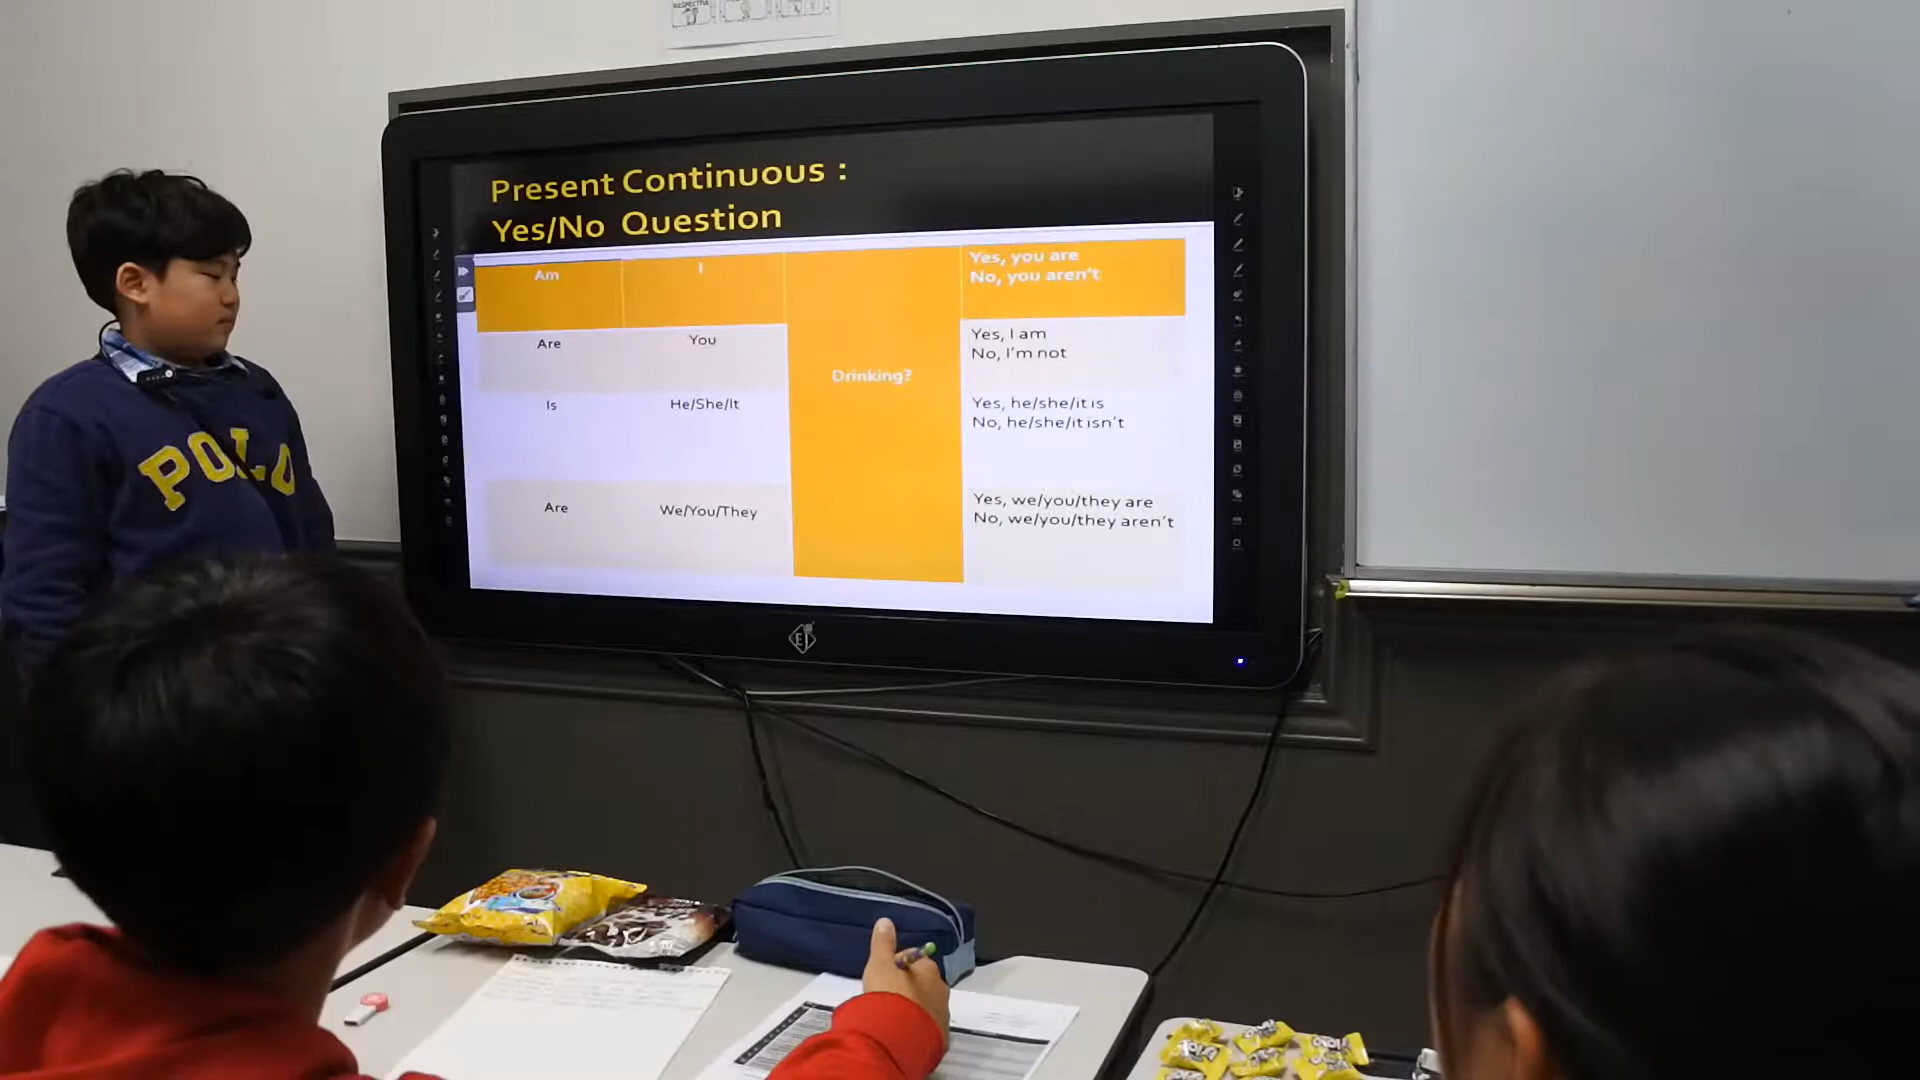 RESPECTFUL
Present Continuous :
Yes/No Question
Am I Yes, you are
No, you aren't
Are You Yes, I am
No, I'm not
Drinking?
Is He/She/It Yes, he/she/it is
No, he/she/it isn't
Are We/You/They Yes, we/you/they are
No, we/you/they aren't
POLO
EI